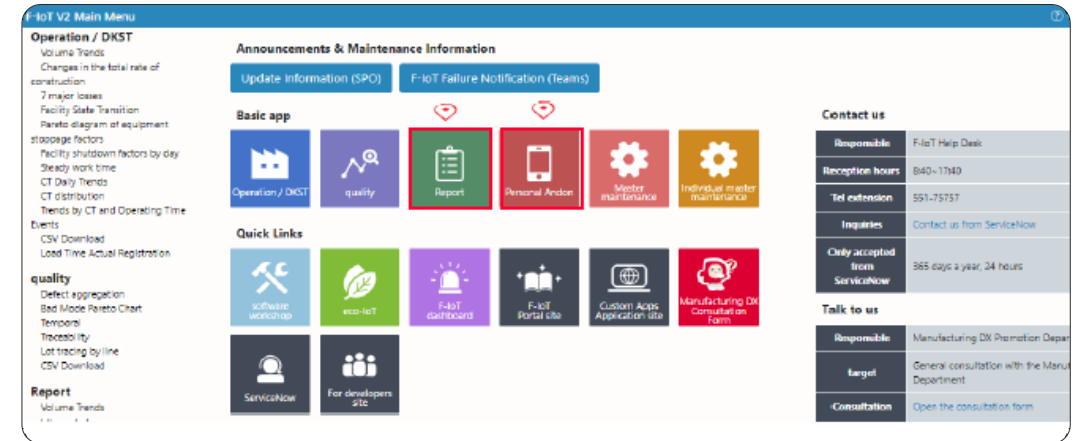 F-IoT V2 Main Menu
Operation / DKST
Volume Trends
Changes in the total rate of
construction
7 major losses
Facility State Transition
Pareto diagram of equipment
stoppage factors
Facility shutdown factors by day
Steady work time
CT Daily Trends
CT distribution
Trends by CT and Operating Time
Events
CSV Download
Load Time Actual Registration
quality
Defect aggregation
Bad Mode Pareto Chart
Temporal
Traceability
Lot tracing by line
CSV Download
Report
Volume Trends
Announcements & Maintenance Information
Update Information (SPO)
F-IoT Failure Notification (Teams)
Basic app
Operation / DKST
quality
Report
Personal Andon
Master
maintenance
Individual master
maintenance
Quick Links
software
workshop
eco-IoT
F-IoT
dashboard
F-IoT
Portal site
Custom Apps
Application site
Manufacturing DX
Consultation
Form
ServiceNow
For developers
site
Contact us
Responsible
F-IoT Help Desk
Reception hours
8:40~17:40
Tel extension
551-75757
Inquiries
Contact us from ServiceNow
Only accepted
from
ServiceNow
365 days a year, 24 hours
Talk to us
Responsible
Manufacturing DX Promotion Depar
target
General consultation with the Manu
Department
Consultation
Open the consultation form